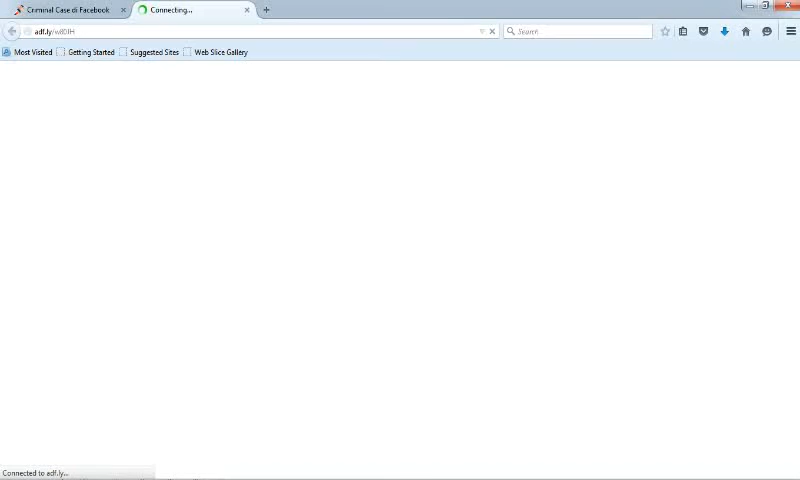 Criminal Case di Facebook
Connecting...
adf.ly/w8DIH
Search
Most Visited
Getting Started
Suggested Sites
Web Slice Gallery
Connected to adf.ly...